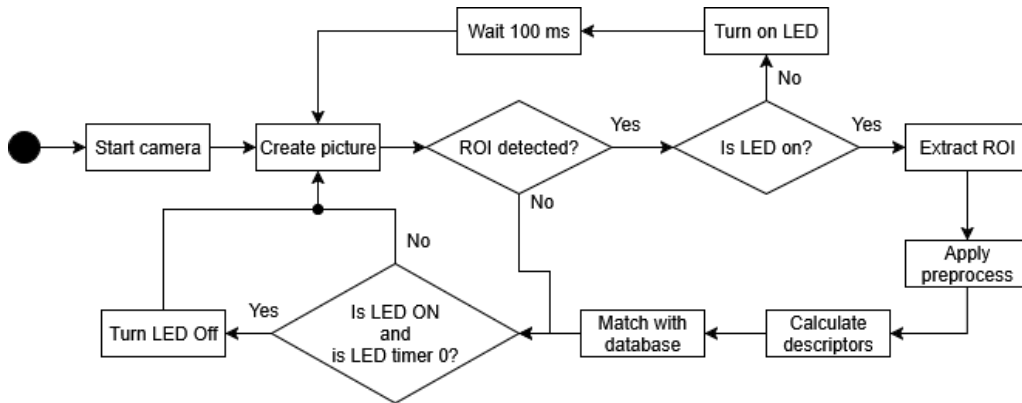 Wait 100 ms
Turn on LED
No
Start camera
Create picture
ROI detected?
Yes
Is LED on?
Yes
Extract ROI
No
No
Apply
preprocess
Yes
Is LED ON
and
is LED timer 0?
Turn LED Off
Match with
database
Calculate
descriptors